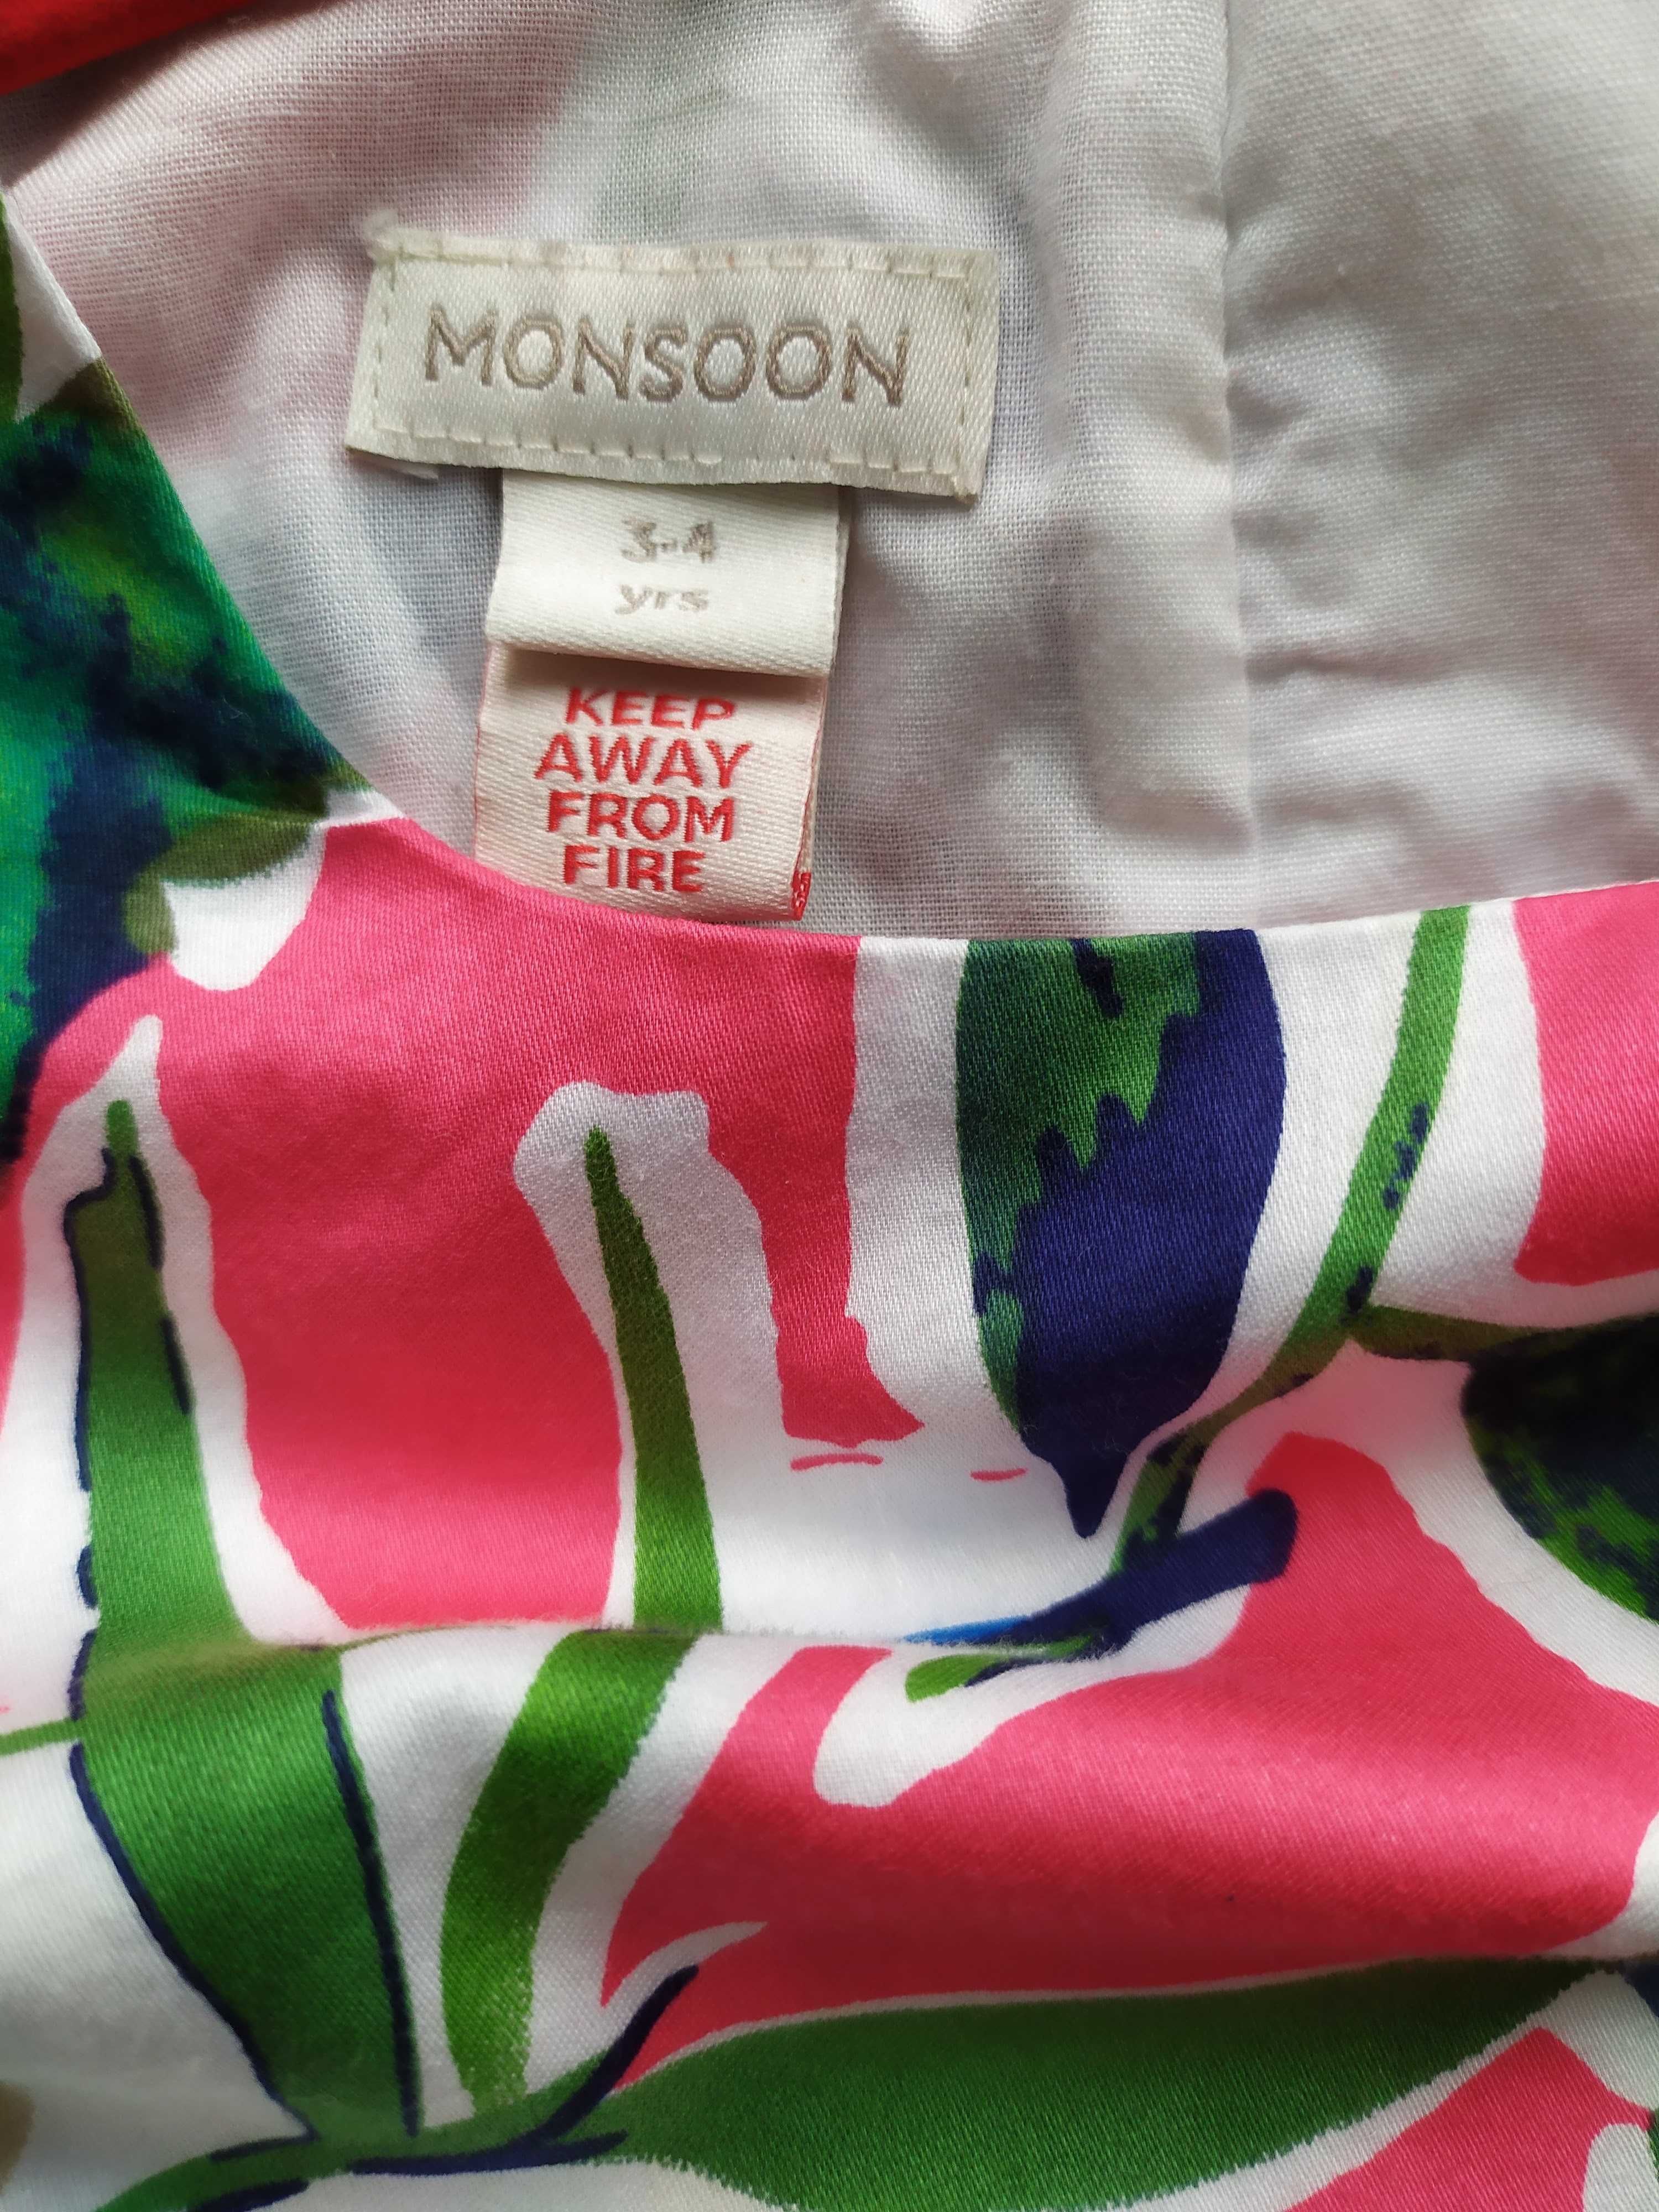 MONSOON
3-4
yrs
KEEP
AWAY
FROM
FIRE